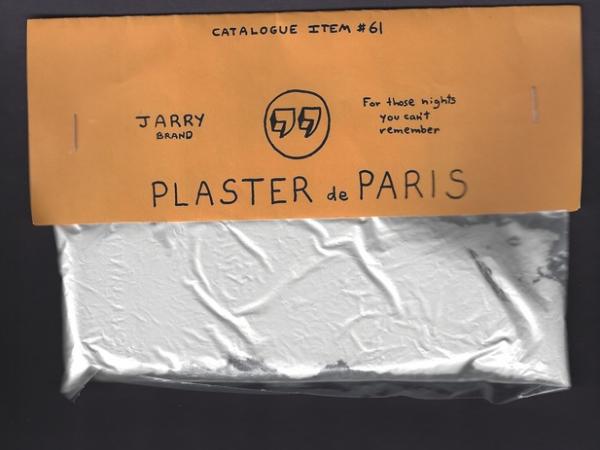 CATALOGUE ITEM #61
JARRY
BRAND
For those nights
you can't
remember
PLASTER de PARIS